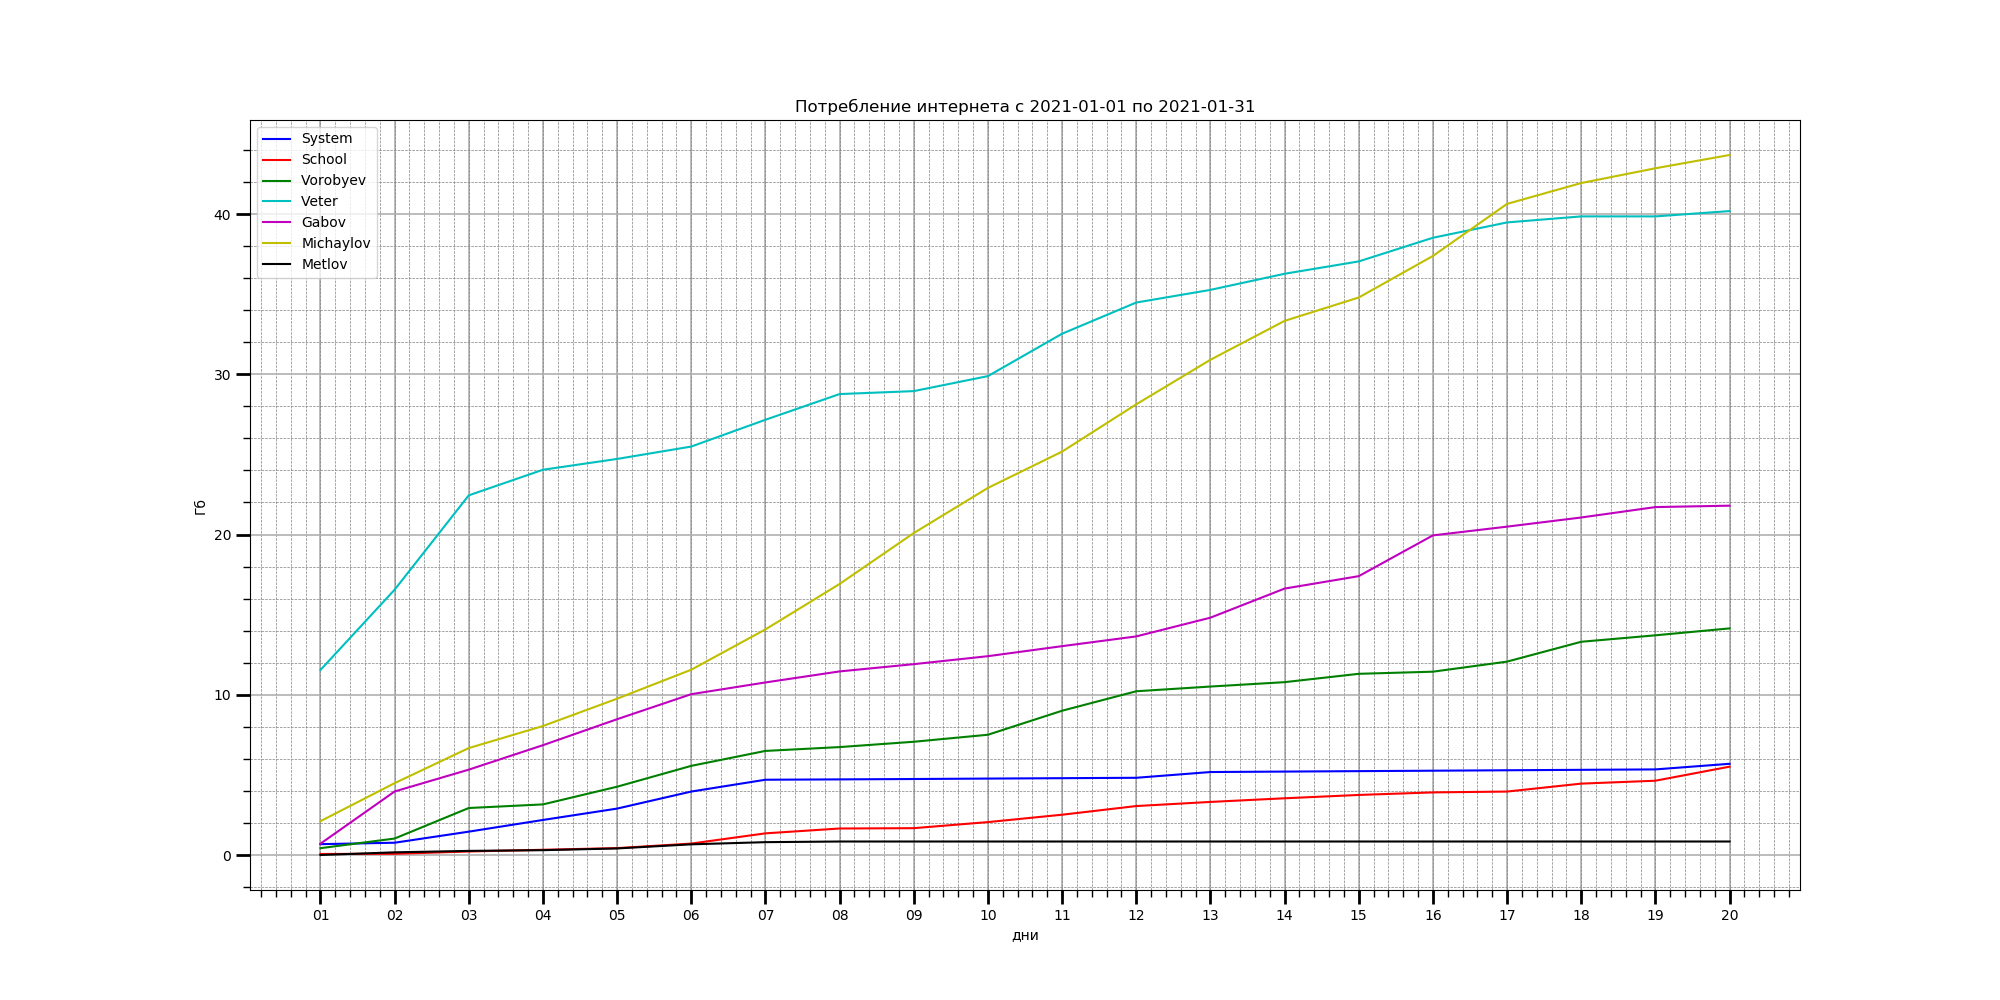 Потребление интернета с 2021-01-01 по 2021-01-31
System
School
Vorobyev
Veter
Gabov
Michaylov
Metlov
40
30
20
10
0
Гб
01 02 03 04 05 06 07 08 09 10 11 12 13 14 15 16 17 18 19 20
дни